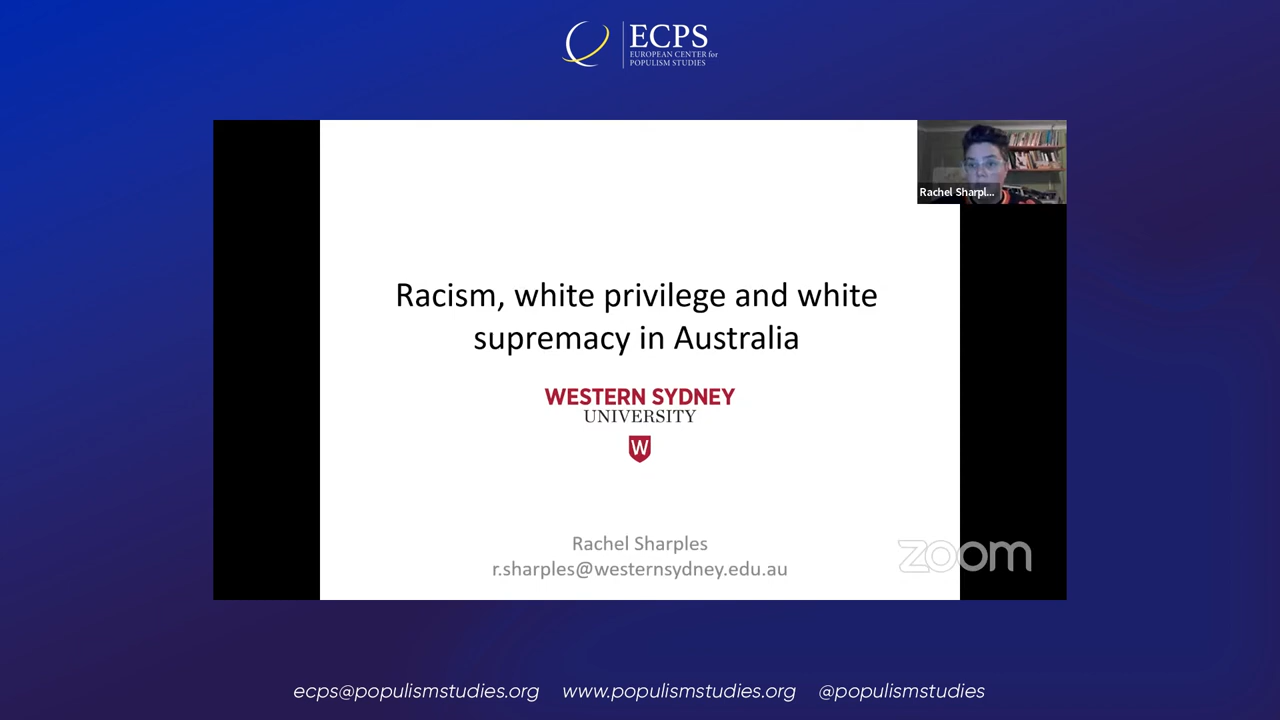 ECPS
EUROPEAN CENTER for
POPULISM STUDIES
Rachel Sharpl...
Racism, white privilege and white
supremacy in Australia
WESTERN SYDNEY
UNIVERSITY
W
Rachel Sharples
r.sharples@westernsydney.edu.au
zoom
ecps@populismstudies.org www.populismstudies.org @populismstudies